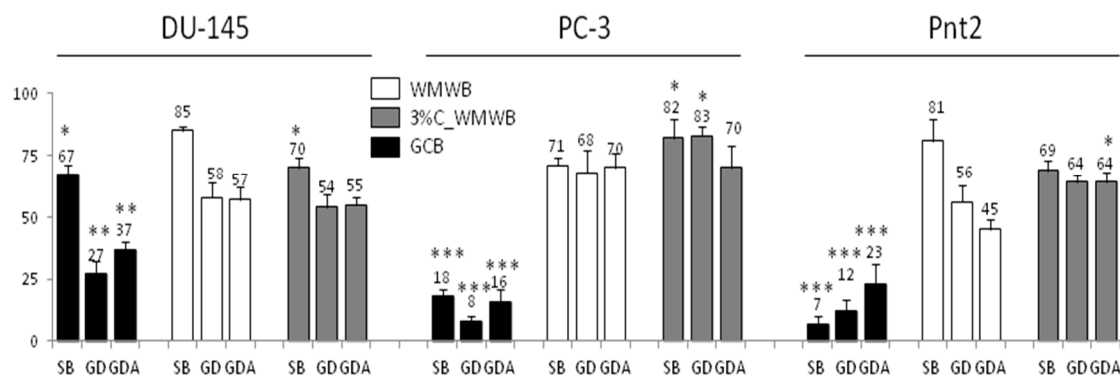 DU-145 PC-3 Pnt2
WMWB
3%C_WMWB
GCB
100
75
50
25
0
* 67 ** 27 ** 37 85 58 57 * 70 54 55
*** 18 *** 8 *** 16 71 68 70 * 82 * 83 70
*** 7 *** 12 *** 23 81 56 45 69 64 * 64
SB GD GDA SB GD GDA SB GD GDA SB GD GDA SB GD GDA SB GD GDA SB GD GDA SB GD GDA SB GD GDA